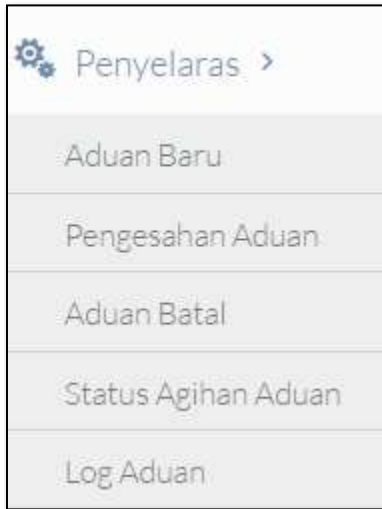 Penyelaras >
Aduan Baru
Pengesahan Aduan
Aduan Batal
Status Agihan Aduan
Log Aduan